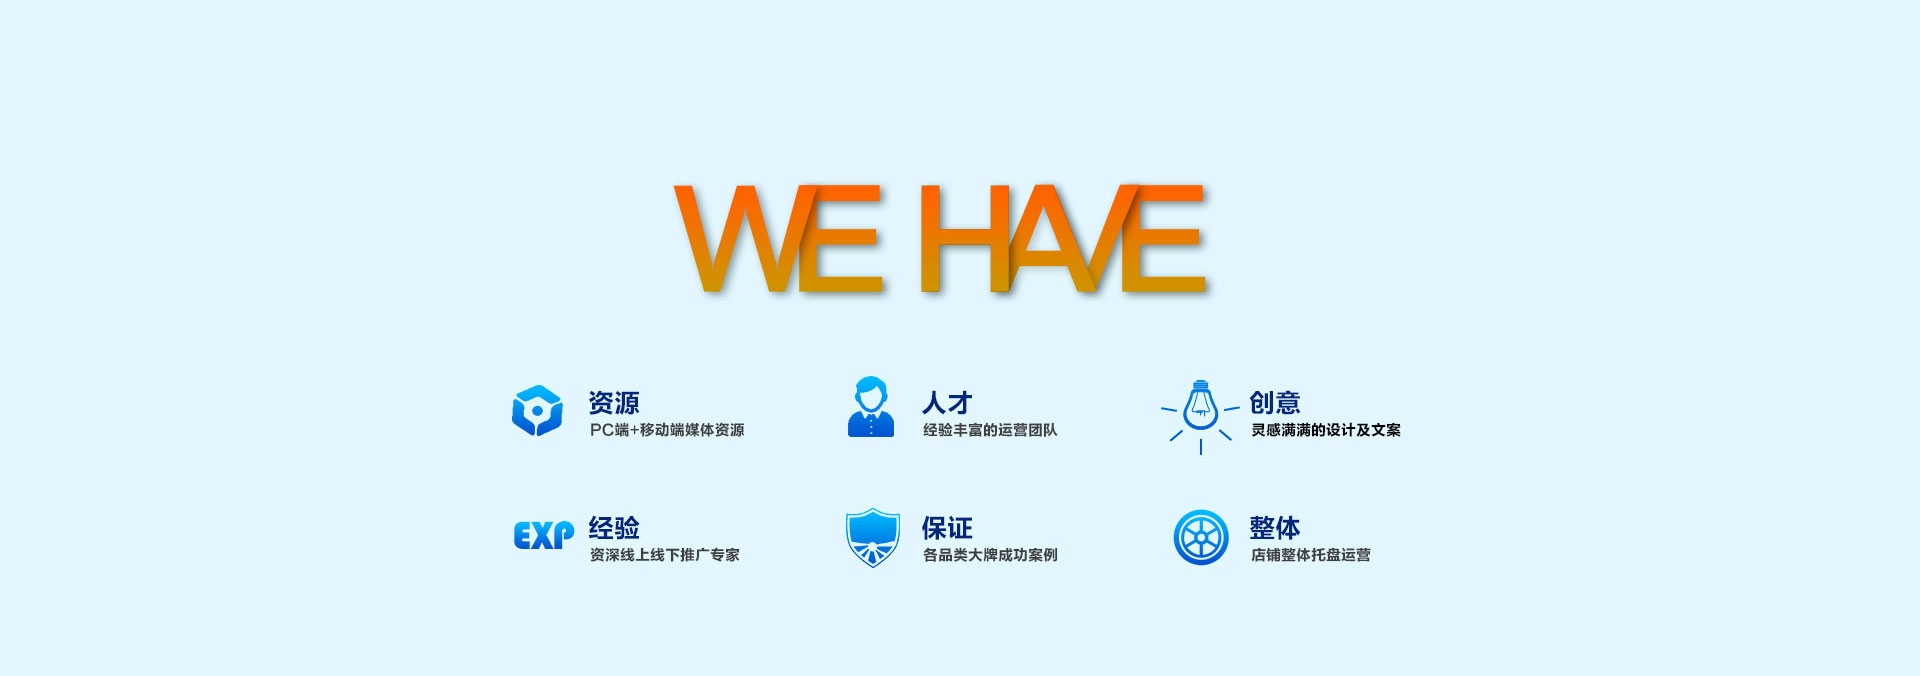 WE HAVE
资源
PC端+移动端媒体资源
人才
经验丰富的运营团队
创意
灵感满满的设计及文案
EXP
经验
资深线上线下推广专家
保证
各品类大牌成功案例
整体
店铺整体托盘运营